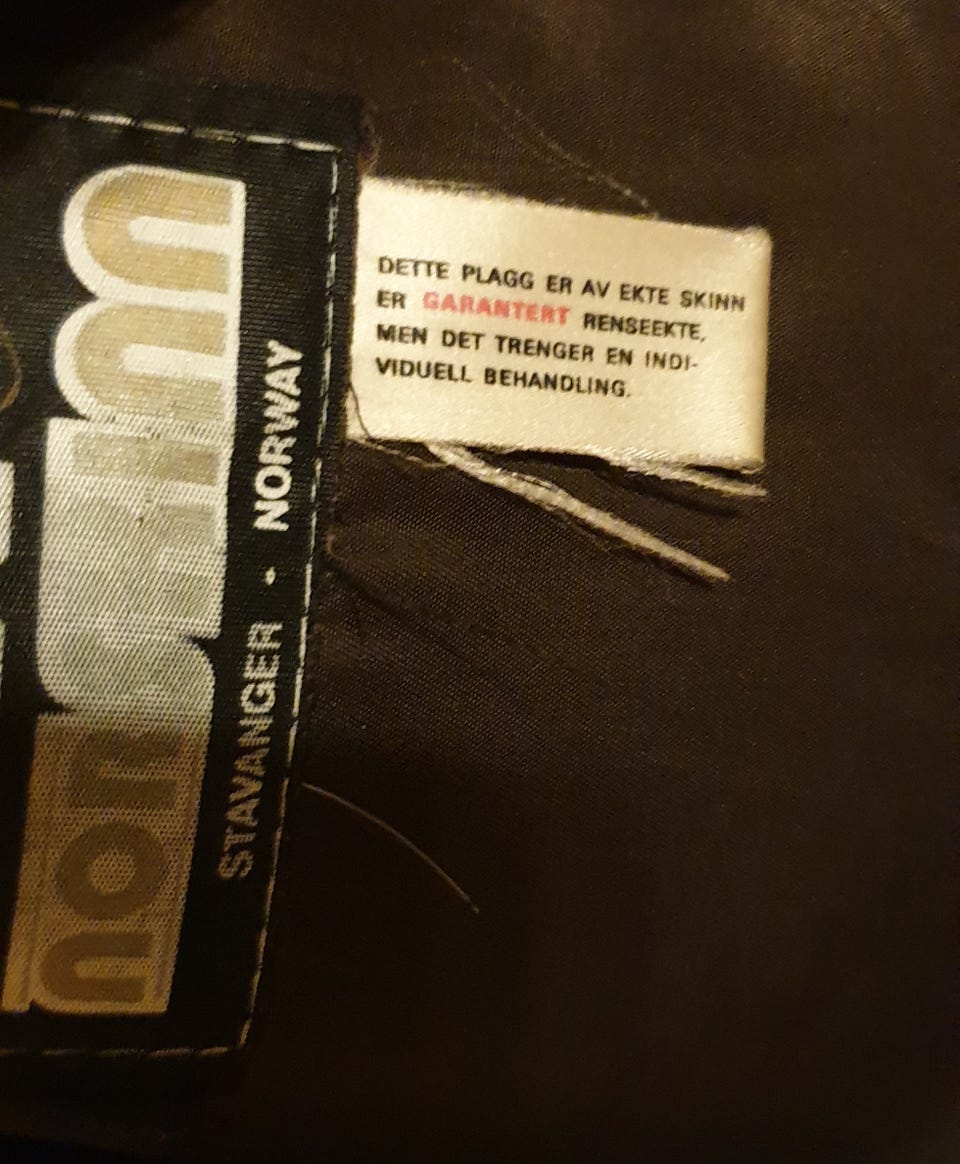 STAVANGER · NORWAY
DETTE PLAGG ER AV EKTE SKINN
ER GARANTERT RENSEEKTE,
MEN DET TRENGER EN INDI-
VIDUELL BEHANDLING.